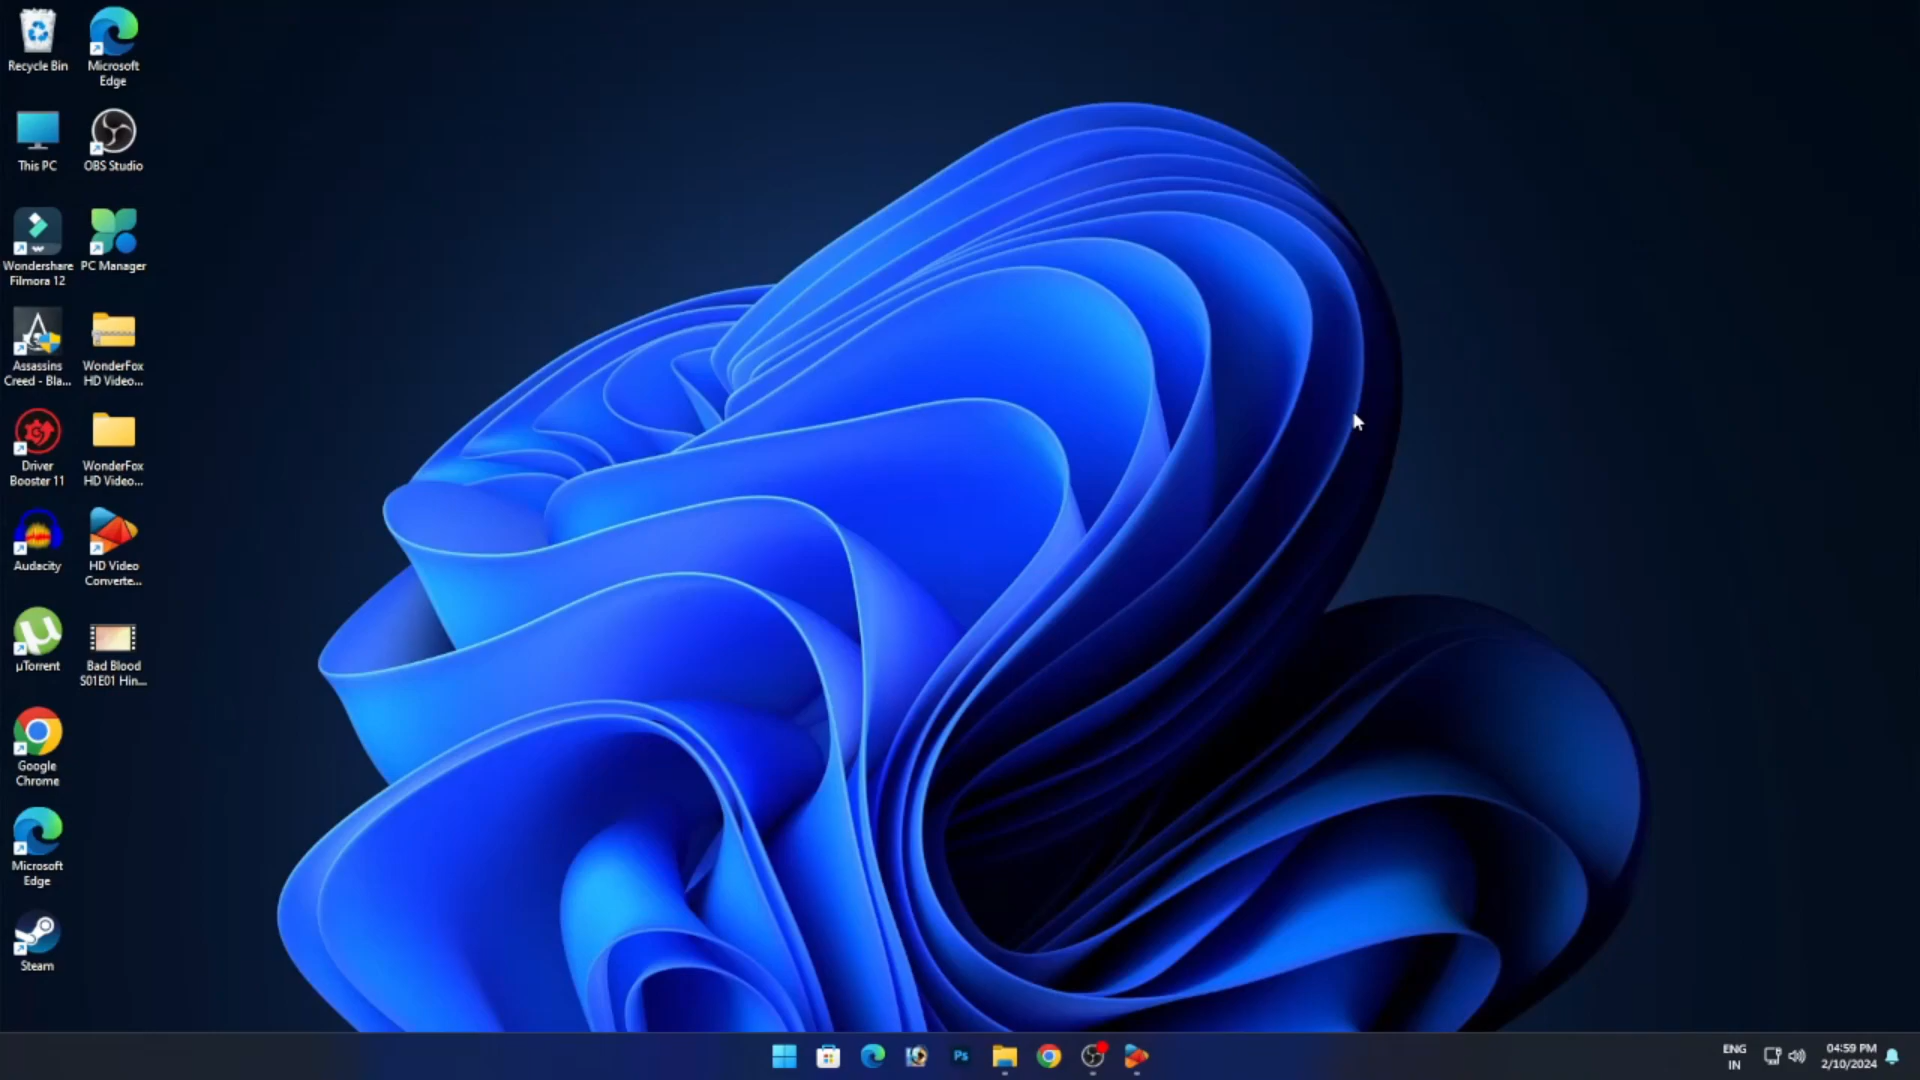 Recycle Bin
Microsoft
Edge
This PC
OBS Studio
Wondershare
Filmora 12
PC Manager
Assassins
Creed - Bla...
WonderFox
HD Video...
Driver
Booster 11
WonderFox
HD Video...
Audacity
HD Video
Converte...
µTorrent
Bad Blood
S01E01 Hin...
Google
Chrome
Microsoft
Edge
Steam
Ps
ENG
IN
04:59 PM
2/10/2024